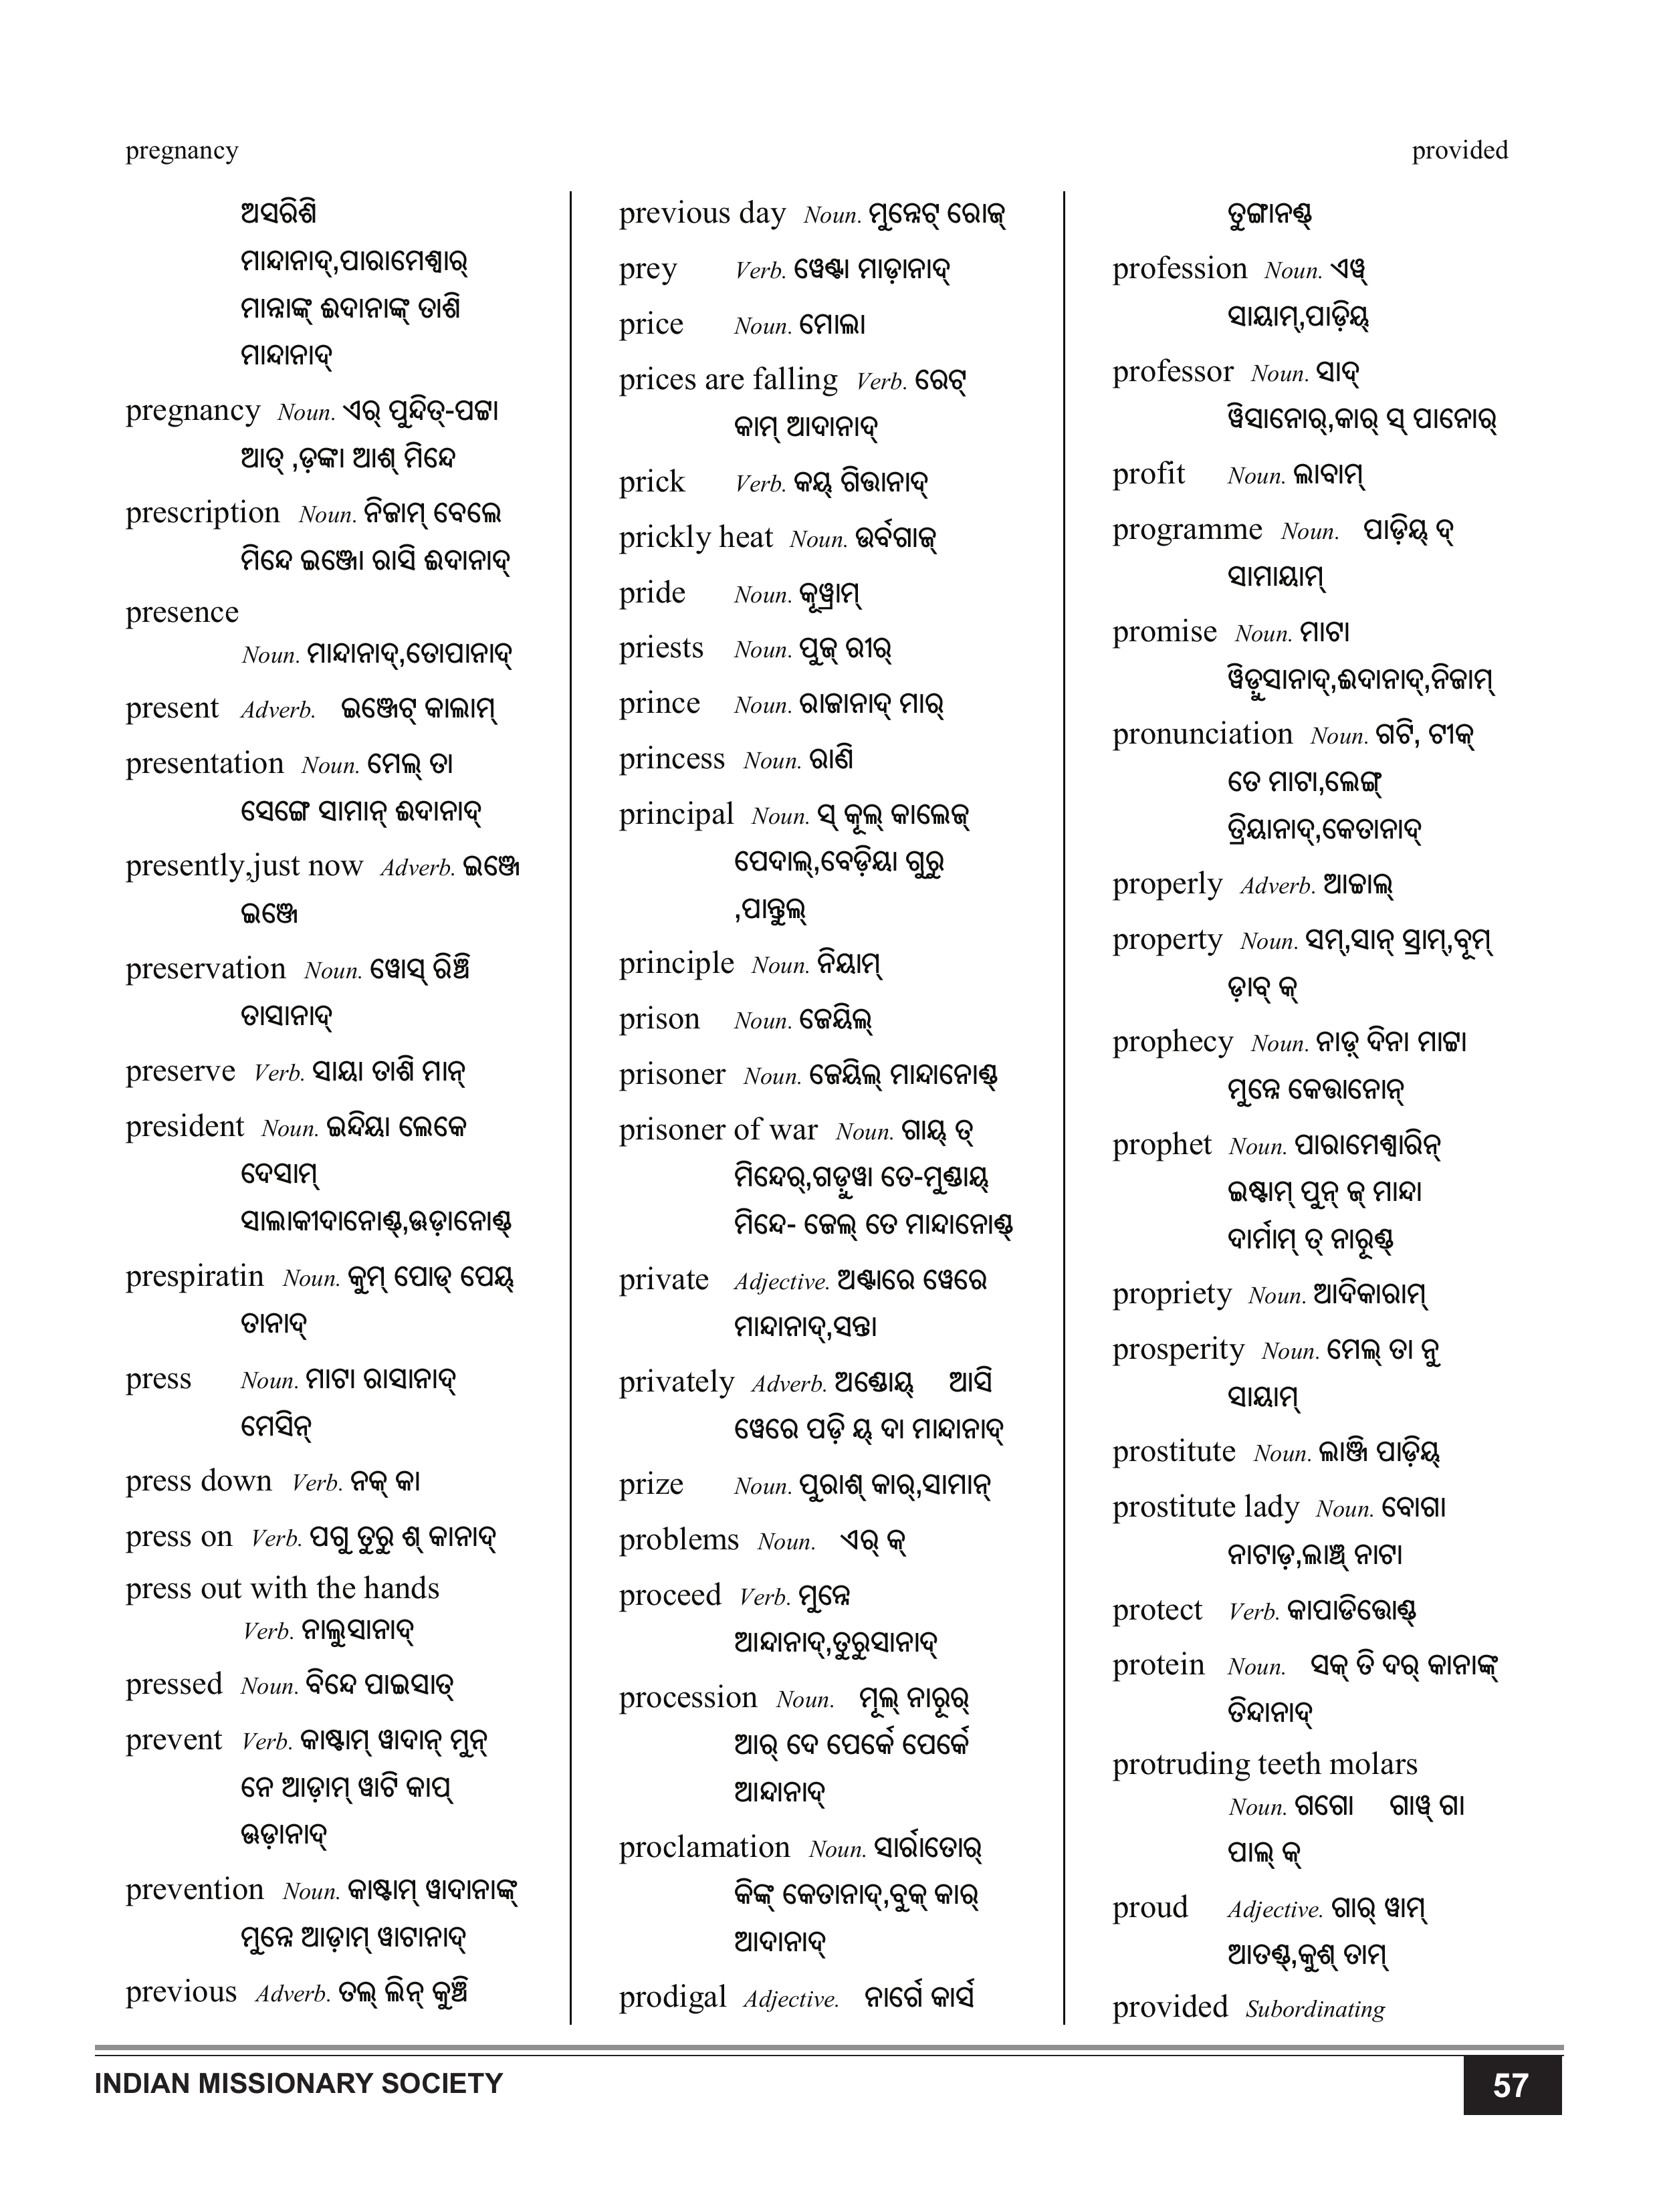 pregnancy provided
ଅସରିଶି
ମାନ୍ଦାନାଦ୍,ପାରାମେଶ୍ୱାର୍
ମାନ୍ନାଙ୍କ୍ ଈଦାନାଙ୍କ୍ ତାଶି
ମାନ୍ଦାନାଦ୍
pregnancy Noun. ଏର୍ ପୁନ୍ଦିତ୍-ପଟ୍ଟା
ଆତ୍ ,ଡ଼ଙ୍କା ଆଶ୍ ମିନ୍ଦେ
prescription Noun. ନିଜାମ୍ ବେଲେ
ମିନ୍ଦେ ଇଞ୍ଜୋ ରାସି ଈଦାନାଦ୍
presence
Noun. ମାନ୍ଦାନାଦ୍,ତୋପାନାଦ୍
present Adverb. ଇଞ୍ଜେଟ୍ କାଲାମ୍
presentation Noun. ମେଲ୍ ତା
ସେଙ୍ଗେ ସାମାନ୍ ଈଦାନାଦ୍
presently,just now Adverb. ଇଞ୍ଜେ
ଇଞ୍ଜେ
preservation Noun. ୱୋସ୍ ରିଞ୍ଚି
ତାସାନାଦ୍
preserve Verb. ସାୟା ତାଶି ମାନ୍
president Noun. ଇନ୍ଦିୟା ଲେକେ
ଦେସାମ୍
ସାଲାକୀଦାନୋଣ୍ଡ୍,ଊଡ଼ାନୋଣ୍ଡ୍
prespiratin Noun. କୁମ୍ ପୋଡ୍ ପେୟ୍
ତାନାଦ୍
press Noun. ମାଟା ରାସାନାଦ୍
ମେସିନ୍
press down Verb. ନକ୍ କା
press on Verb. ପଗୁ ତୁରୁ ଶ୍ କାନାଦ୍
press out with the hands
Verb. ନାଲୁସାନାଦ୍
pressed Noun. ବିନ୍ଦେ ପାଇସାତ୍
prevent Verb. କାଷ୍ଟାମ୍ ୱାଦାନ୍ ମୁନ୍
ନେ ଆଡ଼ାମ୍ ୱାଟି କାପ୍
ଊଡ଼ାନାଦ୍
prevention Noun. କାଷ୍ଟାମ୍ ୱାଦାନାଙ୍କ୍
ମୁନ୍ନେ ଆଡ଼ାମ୍ ୱାଟାନାଦ୍
previous Adverb. ତଲ୍ ଲିନ୍ କୁଞ୍ଚି
previous day Noun. ମୁନ୍ନେଟ୍ ରୋଜ୍
prey Verb. ୱେଣ୍ଟା ମାଡ଼ାନାଦ୍
price Noun. ମୋଲା
prices are falling Verb. ରେଟ୍
କାମ୍ ଆଦାନାଦ୍
prick Verb. କୟ୍ ଗିତ୍ତାନାଦ୍
prickly heat Noun. ଉର୍ବଗାଜ୍
pride Noun. କୂୱ୍ରାମ୍
priests Noun. ପୁଜ୍ ରୀର୍
prince Noun. ରାଜାନାଦ୍ ମାର୍
princess Noun. ରାଣି
principal Noun. ସ୍ କୂଲ୍ କାଲେଜ୍
ପେଦାଲ୍,ବେଡ଼ିୟା ଗୁରୁ
,ପାନ୍ତୁଲ୍
principle Noun. ନିୟାମ୍
prison Noun. ଜେୟିଲ୍
prisoner Noun. ଜେୟିଲ୍ ମାନ୍ଦାନୋଣ୍ଡ୍
prisoner of war Noun. ଗାୟ୍ ତ୍
ମିନ୍ଦେର୍,ଗଡ଼ୁୱା ତେ-ମୁଣ୍ଡାୟ୍
ମିନ୍ଦେ- ଜେଲ୍ ତେ ମାନ୍ଦାନୋଣ୍ଡ୍
private Adjective. ଅଣ୍ଟାରେ ୱେରେ
ମାନ୍ଦାନାଦ୍,ସନ୍ତା
privately Adverb. ଅଣ୍ଡୋୟ୍ ଆସି
ୱେରେ ପଡ଼ି ୟ୍ ଦା ମାନ୍ଦାନାଦ୍
prize Noun. ପୁରାଶ୍ କାର୍,ସାମାନ୍
problems Noun. ଏର୍ କ୍
proceed Verb. ମୁନ୍ନେ
ଆନ୍ଦାନାଦ୍,ତୁରୁସାନାଦ୍
procession Noun. ମୂଲ୍ ନାରୂର୍
ଆର୍ ଦେ ପେର୍କେ ପେର୍କେ
ଆନ୍ଦାନାଦ୍
proclamation Noun. ସାର୍ରାତୋର୍
କିଙ୍କ୍ କେତାନାଦ୍,ବୁକ୍ କାର୍
ଆଦାନାଦ୍
prodigal Adjective. ନାର୍ଗେ କାର୍ସ
ତୁଙ୍ଗାନଣ୍ଡ୍
profession Noun. ଏୱ୍
ସାୟାମ୍,ପାଡ଼ିୟ୍
professor Noun. ସାଦ୍
ୱିସାନୋର୍,କାର୍ ସ୍ ପାନୋର୍
profit Noun. ଲାବାମ୍
programme Noun. ପାଡ଼ିୟ୍ ଦ୍
ସାମାୟାମ୍
promise Noun. ମାଟା
ୱିଡ଼ୁସାନାଦ୍,ଈଦାନାଦ୍,ନିଜାମ୍
pronunciation Noun. ଗଟି, ଟୀକ୍
ତେ ମାଟା,ଲେଙ୍ଗ୍
ତ୍ରିୟାନାଦ୍,କେତାନାଦ୍
properly Adverb. ଆଚ୍ଚାଲ୍
property Noun. ସମ୍,ସାନ୍ ସ୍ରାମ୍,ବୂମ୍
ଡ଼ାବ୍ କ୍
prophecy Noun. ନାଡ଼୍ ଦିନା ମାଟ୍ଟା
ମୁନ୍ନେ କେତ୍ତାନୋନ୍
prophet Noun. ପାରାମେଶ୍ୱାରିନ୍
ଇଷ୍ଟାମ୍ ପୁନ୍ ଜ୍ ମାନ୍ଦା
ଦାର୍ମାମ୍ ତ୍ ନାରୂଣ୍ଡ୍
propriety Noun. ଆଦିକାରାମ୍
prosperity Noun. ମେଲ୍ ତା ନୁ
ସାୟାମ୍
prostitute Noun. ଲାଞ୍ଜି ପାଡ଼ିୟ୍
prostitute lady Noun. ବୋଗା
ନାଟାଡ଼,ଲାଞ୍ଚ୍ ନାଟା
protect Verb. କାପାଡିତ୍ତୋଣ୍ଡ୍
protein Noun. ସକ୍ ତି ଦର୍ କାନାଙ୍କ୍
ତିନ୍ଦାନାଦ୍
protruding teeth molars
Noun. ଗଗୋ ଗାୱ୍ ଗା
ପାଲ୍ କ୍
proud Adjective. ଗାର୍ ୱାମ୍
ଆତଣ୍ଡ୍,କୁଶ୍ ତାମ୍
provided Subordinating
INDIAN MISSIONARY SOCIETY 57